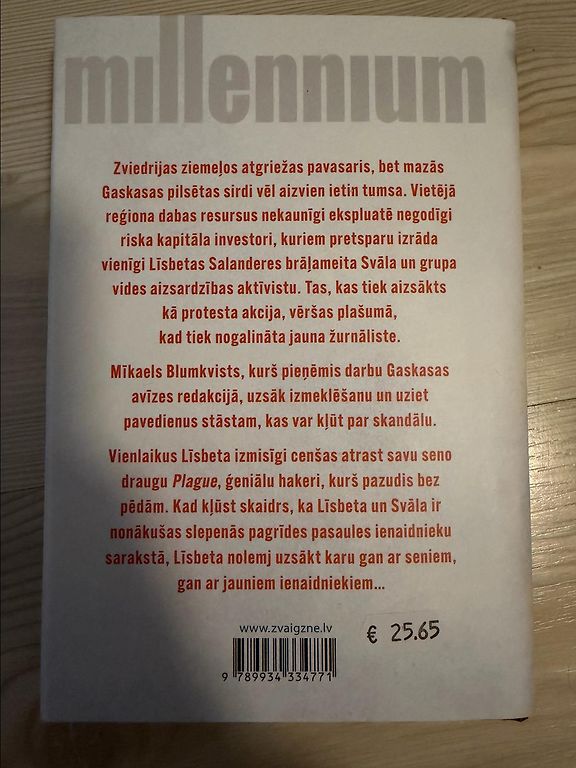 millennium
Zviedrijas ziemeļos atgriežas pavasaris, bet mazās
Gaskasas pilsētas sirdi vēl aizvien ietin tumsa. Vietējā
reģiona dabas resursus nekaunīgi ekspluatē negodīgi
riska kapitāla investori, kuriem pretsparu izrāda
vienīgi Līsbetas Salanderes brāļameita Svāla un grupa
vides aizsardzības aktīvistu. Tas, kas tiek aizsākts
kā protesta akcija, vēršas plašumā,
kad tiek nogalināta jauna žurnāliste.
Mīkaels Blumkvists, kurš pieņēmis darbu Gaskasas
avīzes redakcijā, uzsāk izmeklēšanu un uziet
pavedienus stāstam, kas var kļūt par skandālu.
Vienlaikus Līsbeta izmisīgi cenšas atrast savu seno
draugu Plague, ģeniālu hakeri, kurš pazudis bez
pēdām. Kad kļūst skaidrs, ka Līsbeta un Svāla ir
nonākušas slepenās pagrīdes pasaules ienaidnieku
sarakstā, Līsbeta nolemj uzsākt karu gan ar seniem,
gan ar jauniem ienaidniekiem...
www.zvaigzne.lv
€ 25.65
9 789934 334771